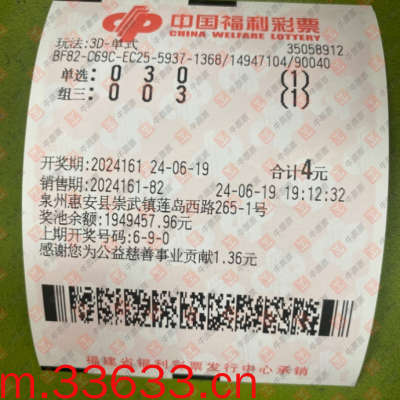 中国福利彩票
CHINA WELFARE LOTTERY
玩法:3D-单式 35058912
BF82-C69C-EC25-5937-1368/14947104/90040
单选: 0 3 0 (1)
组三: 0 0 3 (1)
开奖期:2024161 24-06-19 合计4元
销售期:2024161-82 24-06-19 19:12:32
泉州惠安县崇武镇莲岛西路265-1号
奖池余额:1949457.96元
上期开奖号码:6-9-0
感谢您为公益慈善事业贡献1.36元
福建省福利彩票发行中心承销
m.33633.cn